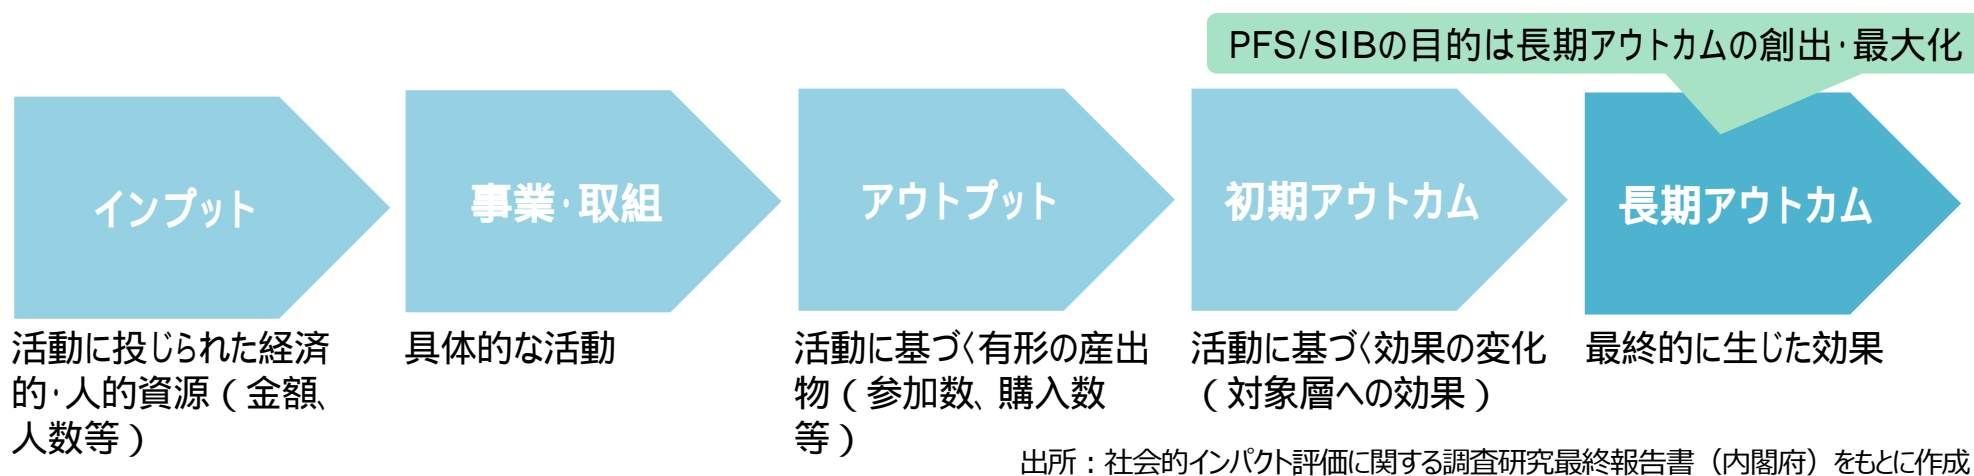 PFS/SIBの目的は長期アウトカムの創出・最大化
インプット
事業・取組
アウトプット
初期アウトカム
長期アウトカム
活動に投じられた経済
的・人的資源(金額、
人数等)
具体的な活動
活動に基づく有形の産出
物(参加数、購入数
等)
活動に基づく効果の変化
(対象層への効果)
最終的に生じた効果
出所:社会的インパクト評価に関する調査研究最終報告書(内閣府)をもとに作成